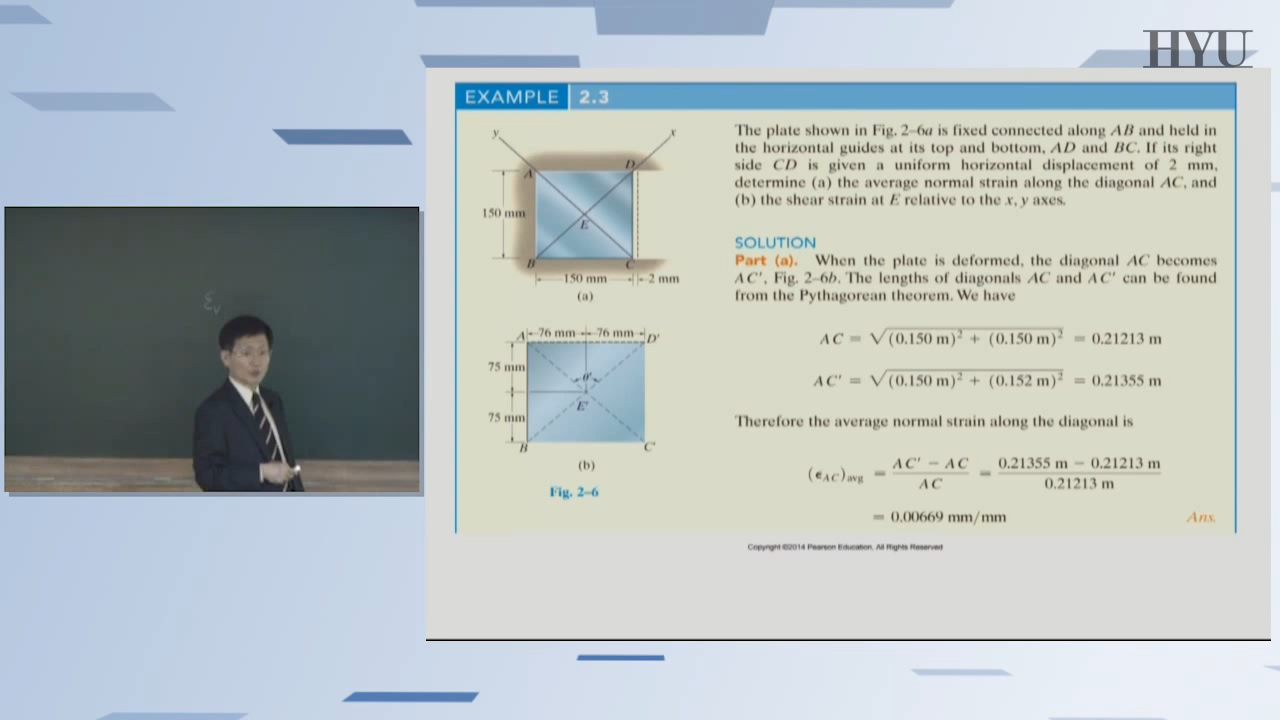 HYU
EXAMPLE 2.3
y
x
A
D
150 mm
E
B
C
150 mm
2 mm
(a)
A
76 mm
76 mm
D'
75 mm
θ'
E'
75 mm
B
C'
(b)
Fig. 2–6
The plate shown in Fig. 2–6a is fixed connected along AB and held in
the horizontal guides at its top and bottom, AD and BC. If its right
side CD is given a uniform horizontal displacement of 2 mm,
determine (a) the average normal strain along the diagonal AC, and
(b) the shear strain at E relative to the x, y axes.
SOLUTION
Part (a). When the plate is deformed, the diagonal AC becomes
AC', Fig. 2–6b. The lengths of diagonals AC and AC' can be found
from the Pythagorean theorem. We have
AC = √(0.150 m)² + (0.150 m)² = 0.21213 m
AC' = √(0.150 m)² + (0.152 m)² = 0.21355 m
Therefore the average normal strain along the diagonal is
(ϵAC)avg = AC' − AC / AC = 0.21355 m − 0.21213 m / 0.21213 m
= 0.00669 mm/mm Ans.
Copyright ©2014 Pearson Education, All Rights Reserved